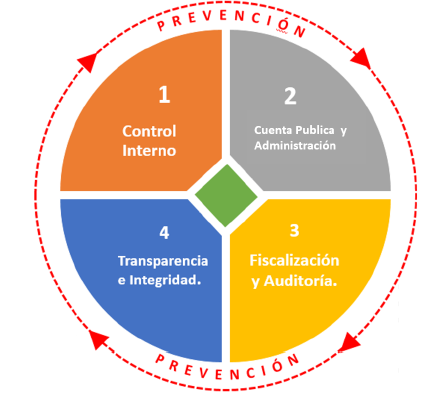 PREVENCIÓN
1
Control
Interno
2
Cuenta Publica y
Administración
4
Transparencia
e Integridad.
3
Fiscalización
y Auditoría.
PREVENCIÓN